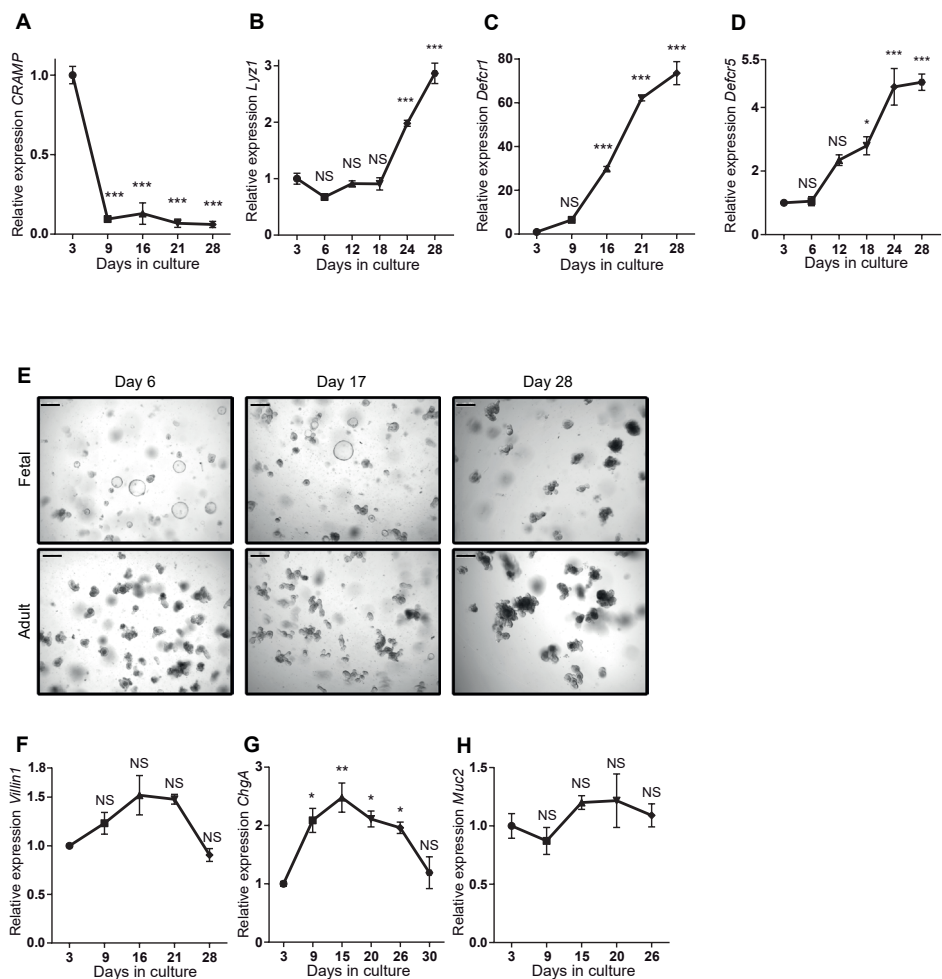 A
Relative expression CRAMP
1.0
0.5
0.0
***
***
***
***
3 9 16 21 28
Days in culture
B
Relative expression Lyz1
3
2
1
0
NS
NS
NS
***
***
3 6 12 18 24 28
Days in culture
C
Relative expression Defcr1
80
60
40
20
0
NS
***
***
***
3 9 16 21 28
Days in culture
D
Relative expression Defcr5
5.5
4
2
0
NS
NS
*
***
***
3 6 12 18 24 28
Days in culture
E
Day 6 Day 17 Day 28
Fetal
Adult
F
Relative expression Villin1
1.8
1.5
1.0
0.5
0.0
NS
NS
NS
NS
3 9 16 21 28
Days in culture
G
Relative expression ChgA
3
2
1
0
*
**
*
*
NS
3 9 15 20 26 30
Days in culture
H
Relative expression Muc2
1.5
1.0
0.5
0.0
NS
NS
NS
NS
3 9 15 20 26
Days in culture